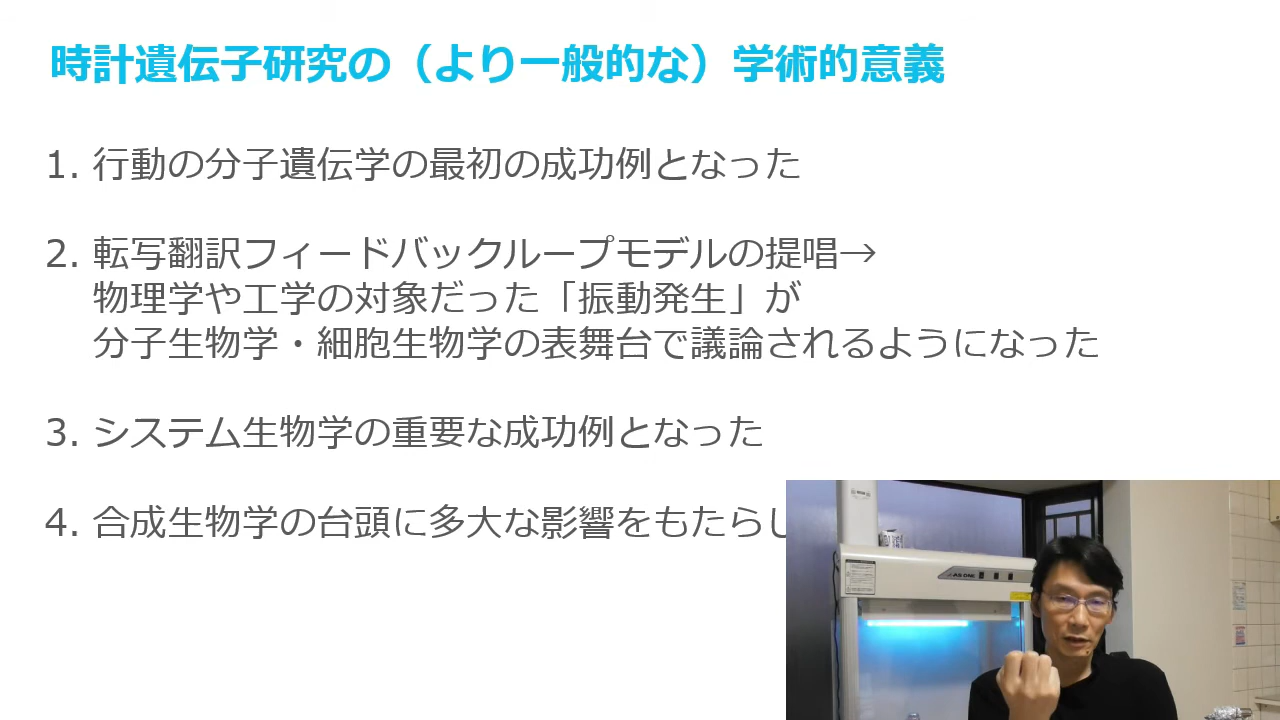 時計遺伝子研究の（より一般的な）学術的意義
1. 行動の分子遺伝学の最初の成功例となった
2. 転写翻訳フィードバックループモデルの提唱→
物理学や工学の対象だった「振動発生」が
分子生物学・細胞生物学の表舞台で議論されるようになった
3. システム生物学の重要な成功例となった
4. 合成生物学の台頭に多大な影響をもたらし
AS ONE